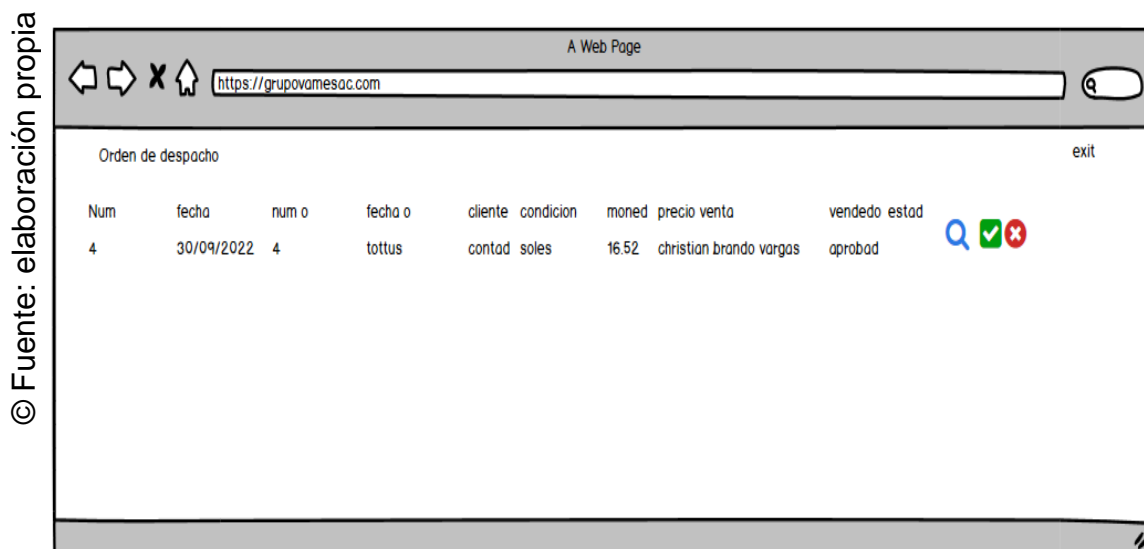 © Fuente: elaboración propia
A Web Page
https://grupovamesac.com
Orden de despacho exit
Num fecha num o fecha o cliente condicion moned precio venta vendedo estad
4 30/09/2022 4 tottus contad soles 16.52 christian brando vargas aprobad